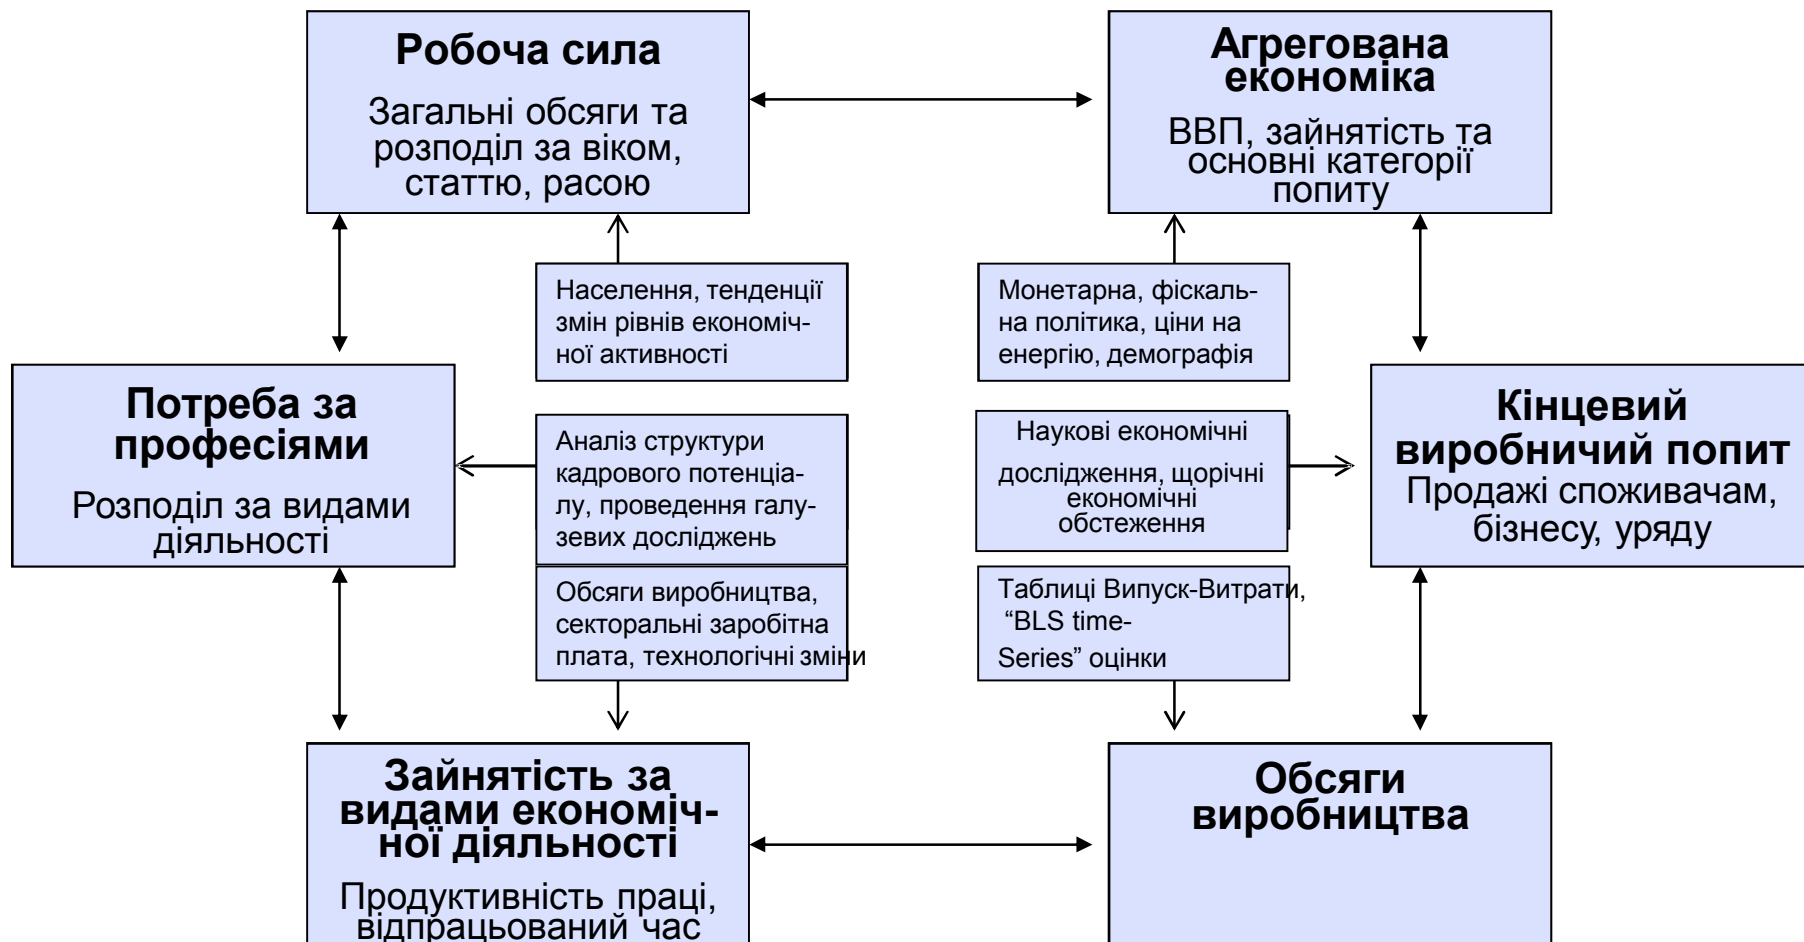 Робоча сила
Загальні обсяги та
розподіл за віком,
статтю, расою
Агрегована
економіка
ВВП, зайнятість та
основні категорії
попиту
Населення, тенденції
змін рівнів економіч-
ної активності
Монетарна, фіскаль-
на політика, ціни на
енергію, демографія
Потреба за
професіями
Розподіл за видами
діяльності
Аналіз структури
кадрового потенціа-
лу, проведення галу-
зевих досліджень
Наукові економічні
дослідження, щорічні
економічні
обстеження
Кінцевий
виробничий попит
Продажі споживачам,
бізнесу, уряду
Обсяги виробництва,
секторальні заробітна
плата, технологічні зміни
Таблиці Випуск-Витрати,
“BLS time-
Series” оцінки
Зайнятість за
видами економіч-
ної діяльності
Продуктивність праці,
відпрацьований час
Обсяги
виробництва